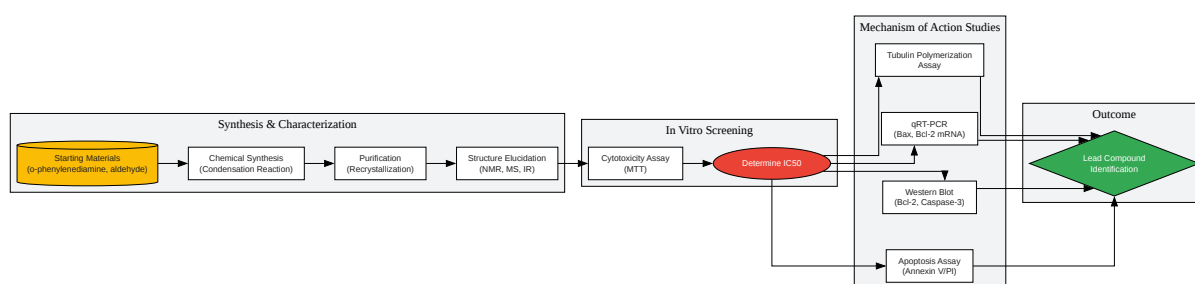 Synthesis & Characterization
Starting Materials
(o-phenylenediamine, aldehyde)
Chemical Synthesis
(Condensation Reaction)
Purification
(Recrystallization)
Structure Elucidation
(NMR, MS, IR)
In Vitro Screening
Cytotoxicity Assay
(MTT)
Determine IC50
Mechanism of Action Studies
Tubulin Polymerization
Assay
qRT-PCR
(Bax, Bcl-2 mRNA)
Western Blot
(Bcl-2, Caspase-3)
Apoptosis Assay
(Annexin V/PI)
Outcome
Lead Compound
Identification